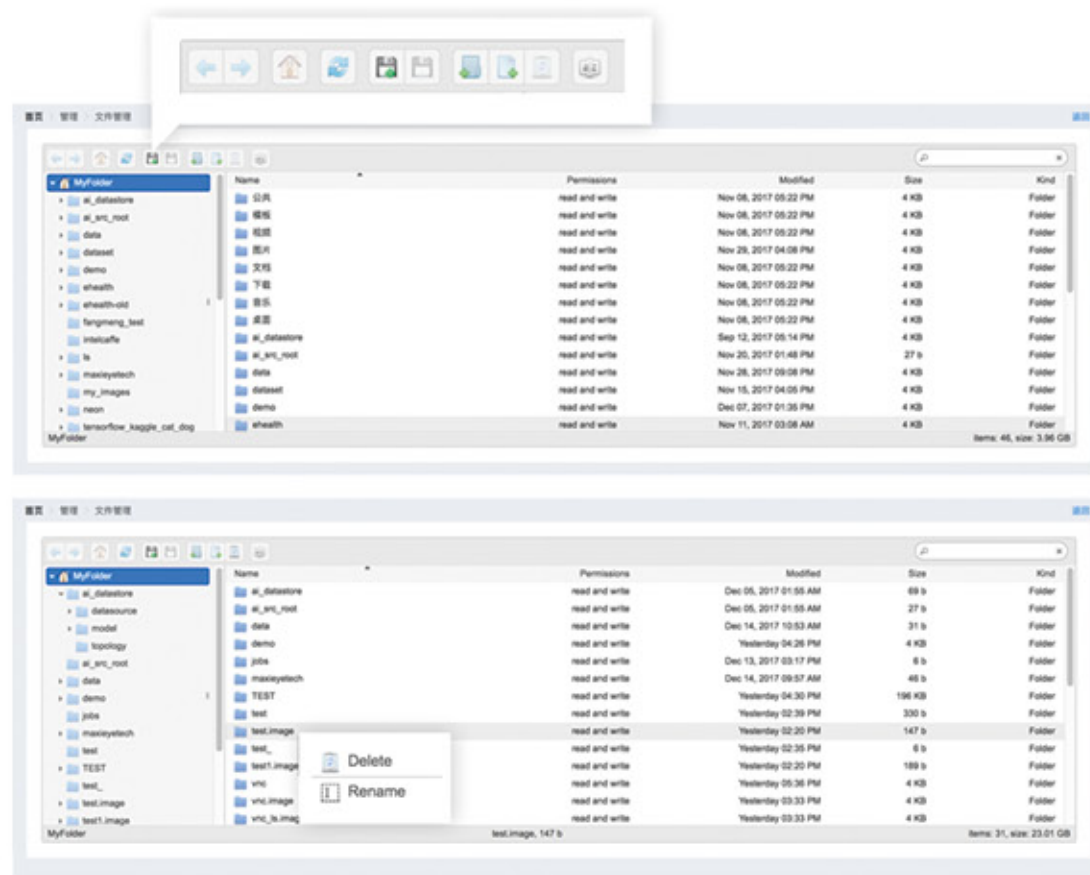 首页 管理 文件管理 返回
MyFolder Name Permissions Modified Size Kind
ai_datastore 公共 read and write Nov 08, 2017 05:22 PM 4 KB Folder
ai_src_root 模板 read and write Nov 08, 2017 05:22 PM 4 KB Folder
data 视频 read and write Nov 08, 2017 05:22 PM 4 KB Folder
dataset 图片 read and write Nov 29, 2017 04:08 PM 4 KB Folder
demo 文档 read and write Nov 08, 2017 05:22 PM 4 KB Folder
ehealth 下载 read and write Nov 08, 2017 05:22 PM 4 KB Folder
ehealth-old 音乐 read and write Nov 08, 2017 05:22 PM 4 KB Folder
fangmeng_test 桌面 read and write Nov 08, 2017 05:22 PM 4 KB Folder
intelcaffe ai_datastore read and write Sep 12, 2017 05:14 PM 4 KB Folder
ls ai_src_root read and write Nov 20, 2017 01:48 PM 27 b Folder
maxieyetech data read and write Nov 28, 2017 09:08 PM 4 KB Folder
my_images dataset read and write Nov 15, 2017 04:05 PM 4 KB Folder
neon demo read and write Dec 07, 2017 01:35 PM 4 KB Folder
tensorflow_kaggle_cat_dog ehealth read and write Nov 11, 2017 03:08 AM 4 KB Folder
MyFolder items: 46, size: 3.96 GB
首页 管理 文件管理 返回
MyFolder Name Permissions Modified Size Kind
ai_datastore ai_datastore read and write Dec 05, 2017 01:55 AM 69 b Folder
datasource ai_src_root read and write Dec 05, 2017 01:55 AM 27 b Folder
model data read and write Dec 14, 2017 10:53 AM 31 b Folder
topology demo read and write Yesterday 04:26 PM 4 KB Folder
ai_src_root jobs read and write Dec 13, 2017 03:17 PM 6 b Folder
data maxieyetech read and write Dec 14, 2017 09:57 AM 46 b Folder
demo TEST read and write Yesterday 04:30 PM 196 KB Folder
jobs test read and write Yesterday 02:39 PM 330 b Folder
maxieyetech test.image read and write Yesterday 02:20 PM 147 b Folder
test test_ read and write Yesterday 02:35 PM 6 b Folder
TEST test1.image read and write Yesterday 02:20 PM 189 b Folder
test_ vnc read and write Yesterday 05:36 PM 4 KB Folder
test.image vnc.image read and write Yesterday 03:33 PM 4 KB Folder
test1.image vnc_ls.imag read and write Yesterday 03:33 PM 4 KB Folder
Delete
Rename
MyFolder test.image, 147 b items: 31, size: 23.01 GB